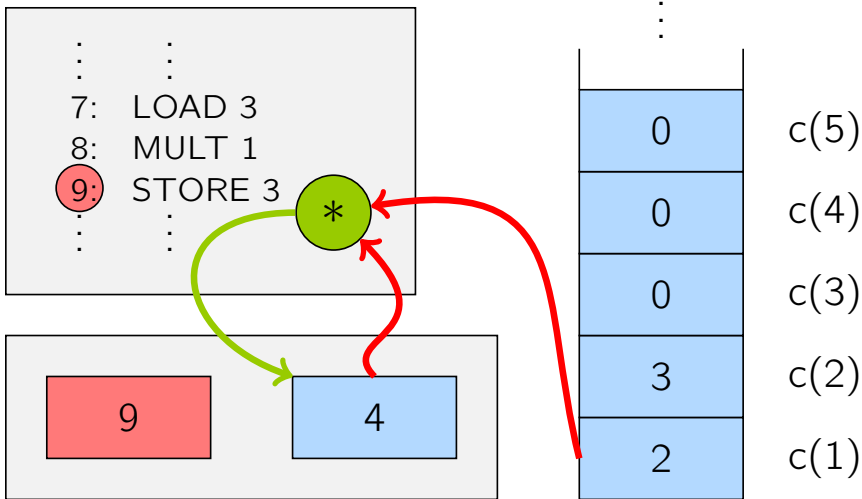 7: LOAD 3
8: MULT 1
9: STORE 3
*
9
4
0 c(5)
0 c(4)
0 c(3)
3 c(2)
2 c(1)